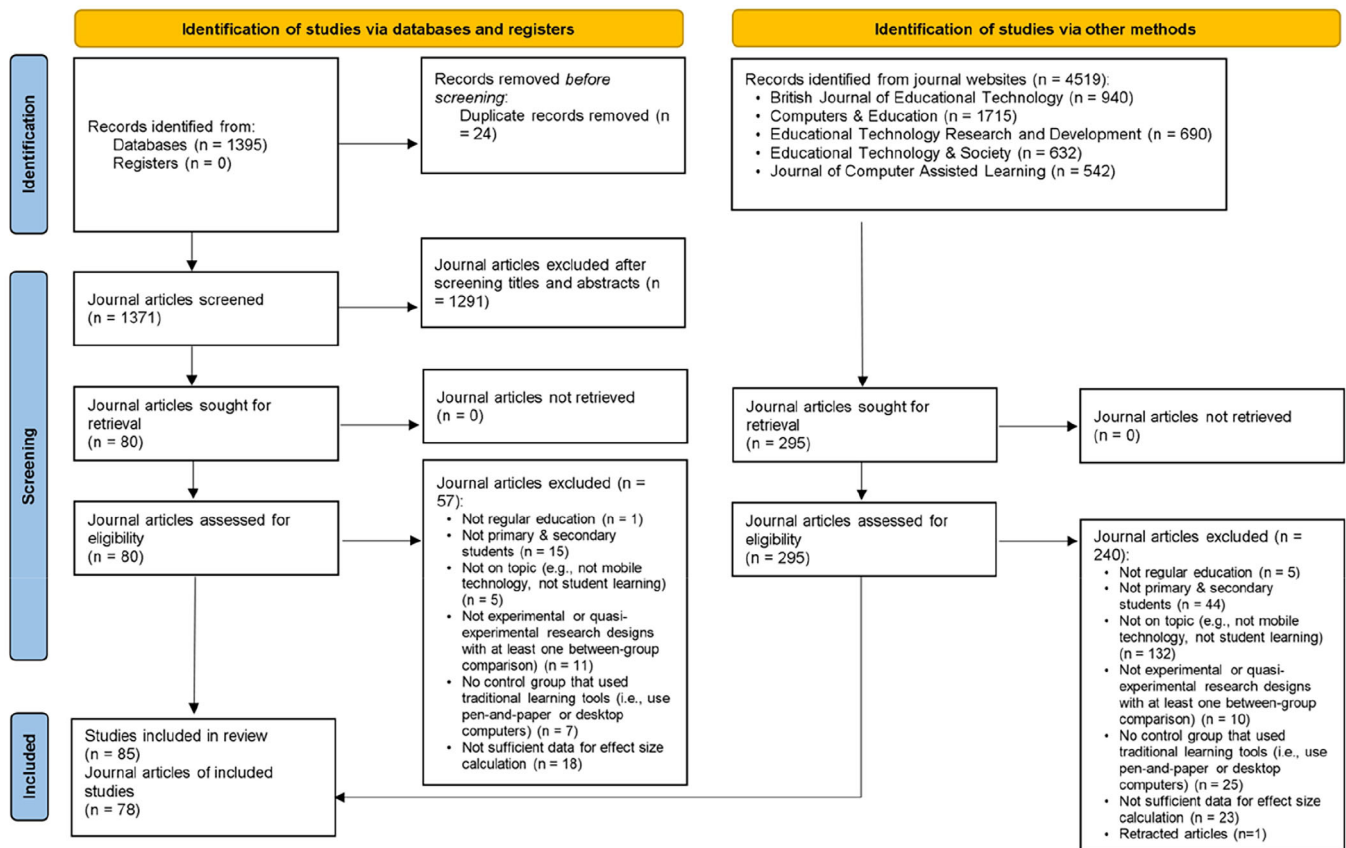 Identification of studies via databases and registers
Identification of studies via other methods
Identification
Records identified from:
Databases (n = 1395)
Registers (n = 0)
Records removed before
screening:
Duplicate records removed (n
= 24)
Records identified from journal websites (n = 4519):
• British Journal of Educational Technology (n = 940)
• Computers & Education (n = 1715)
• Educational Technology Research and Development (n = 690)
• Educational Technology & Society (n = 632)
• Journal of Computer Assisted Learning (n = 542)
Screening
Journal articles screened
(n = 1371)
Journal articles excluded after
screening titles and abstracts (n
= 1291)
Journal articles sought for
retrieval
(n = 80)
Journal articles not retrieved
(n = 0)
Journal articles sought for
retrieval
(n = 295)
Journal articles not retrieved
(n = 0)
Journal articles assessed for
eligibility
(n = 80)
Journal articles excluded (n =
57):
• Not regular education (n = 1)
• Not primary & secondary
students (n = 15)
• Not on topic (e.g., not mobile
technology, not student learning)
(n = 5)
• Not experimental or quasi-
experimental research designs
with at least one between-group
comparison) (n = 11)
• No control group that used
traditional learning tools (i.e., use
pen-and-paper or desktop
computers) (n = 7)
• Not sufficient data for effect size
calculation (n = 18)
Journal articles assessed for
eligibility
(n = 295)
Journal articles excluded (n =
240):
• Not regular education (n = 5)
• Not primary & secondary
students (n = 44)
• Not on topic (e.g., not mobile
technology, not student learning)
(n = 132)
• Not experimental or quasi-
experimental research designs
with at least one between-group
comparison) (n = 10)
• No control group that used
traditional learning tools (i.e., use
pen-and-paper or desktop
computers) (n = 25)
• Not sufficient data for effect size
calculation (n = 23)
• Retracted articles (n=1)
Included
Studies included in review
(n = 85)
Journal articles of included
studies
(n = 78)